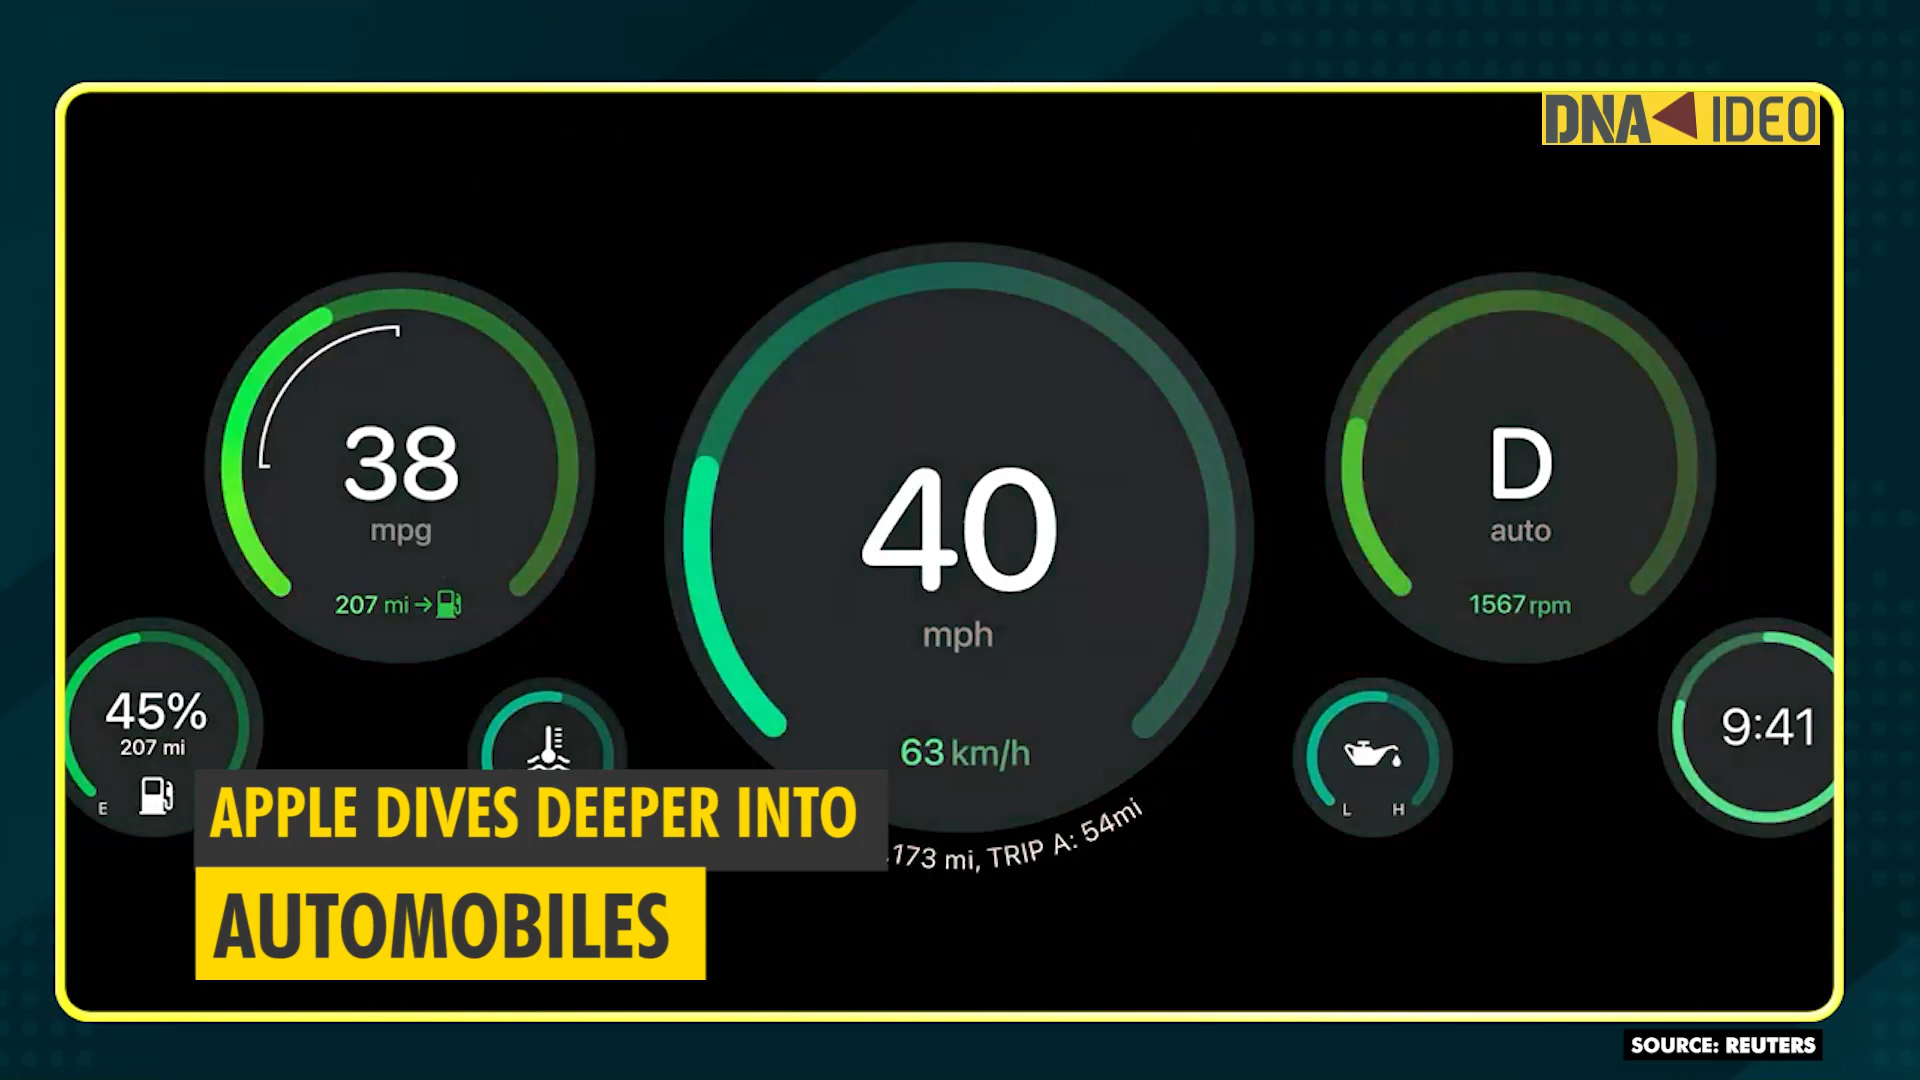 DNA IDEO
38
mpg
207 mi
40
mph
63 km/h
D
auto
1567 rpm
45%
207 mi
E
L H
9:41
173 mi, TRIP A: 54mi
APPLE DIVES DEEPER INTO
AUTOMOBILES
SOURCE: REUTERS